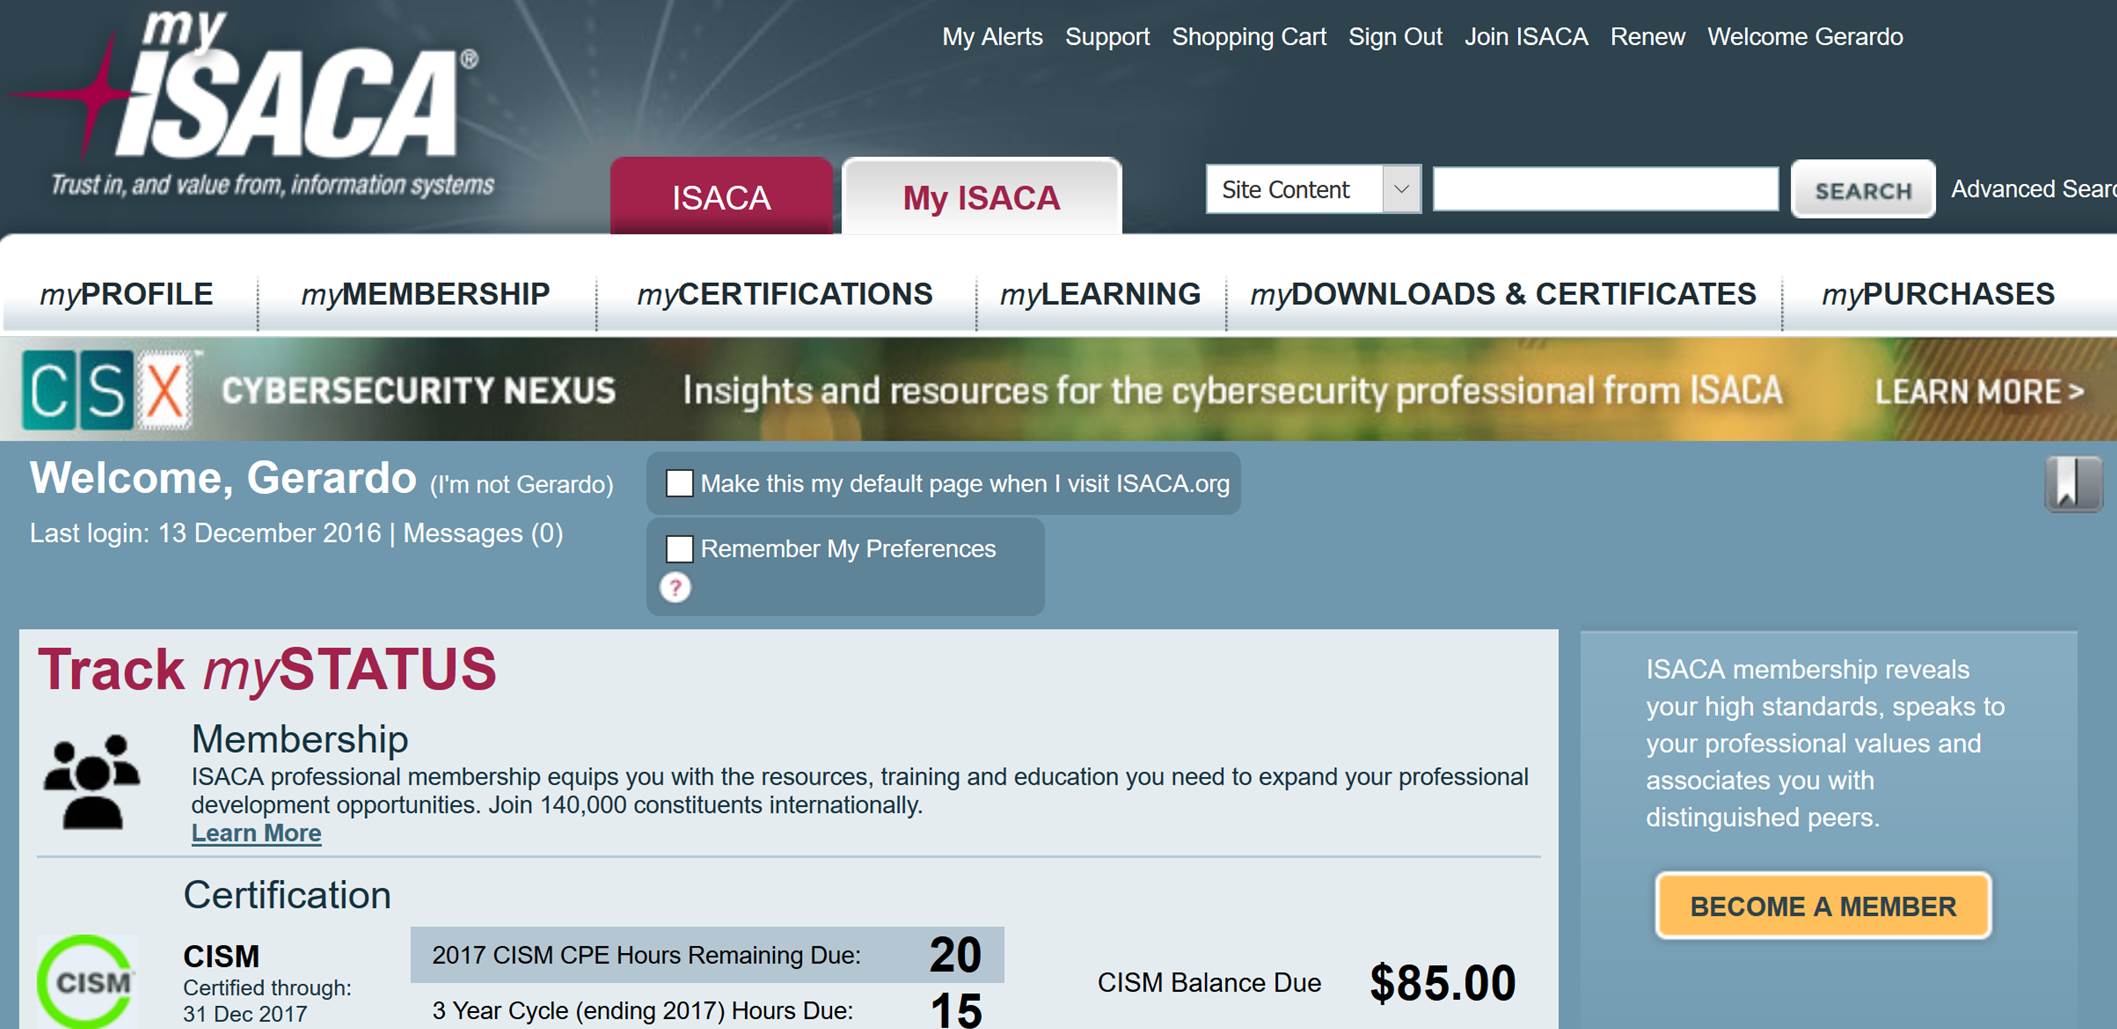 my
ISACA®
Trust in, and value from, information systems
My Alerts Support Shopping Cart Sign Out Join ISACA Renew Welcome Gerardo
ISACA My ISACA Site Content SEARCH Advanced Searc
myPROFILE myMEMBERSHIP myCERTIFICATIONS myLEARNING myDOWNLOADS & CERTIFICATES myPURCHASES
CSX™ CYBERSECURITY NEXUS Insights and resources for the cybersecurity professional from ISACA LEARN MORE >
Welcome, Gerardo (I'm not Gerardo)
Last login: 13 December 2016 | Messages (0)
Make this my default page when I visit ISACA.org
Remember My Preferences
?
Track mySTATUS
Membership
ISACA professional membership equips you with the resources, training and education you need to expand your professional
development opportunities. Join 140,000 constituents internationally.
Learn More
Certification
CISM
CISM
Certified through:
31 Dec 2017
2017 CISM CPE Hours Remaining Due: 20
3 Year Cycle (ending 2017) Hours Due: 15
CISM Balance Due $85.00
ISACA membership reveals
your high standards, speaks to
your professional values and
associates you with
distinguished peers.
BECOME A MEMBER